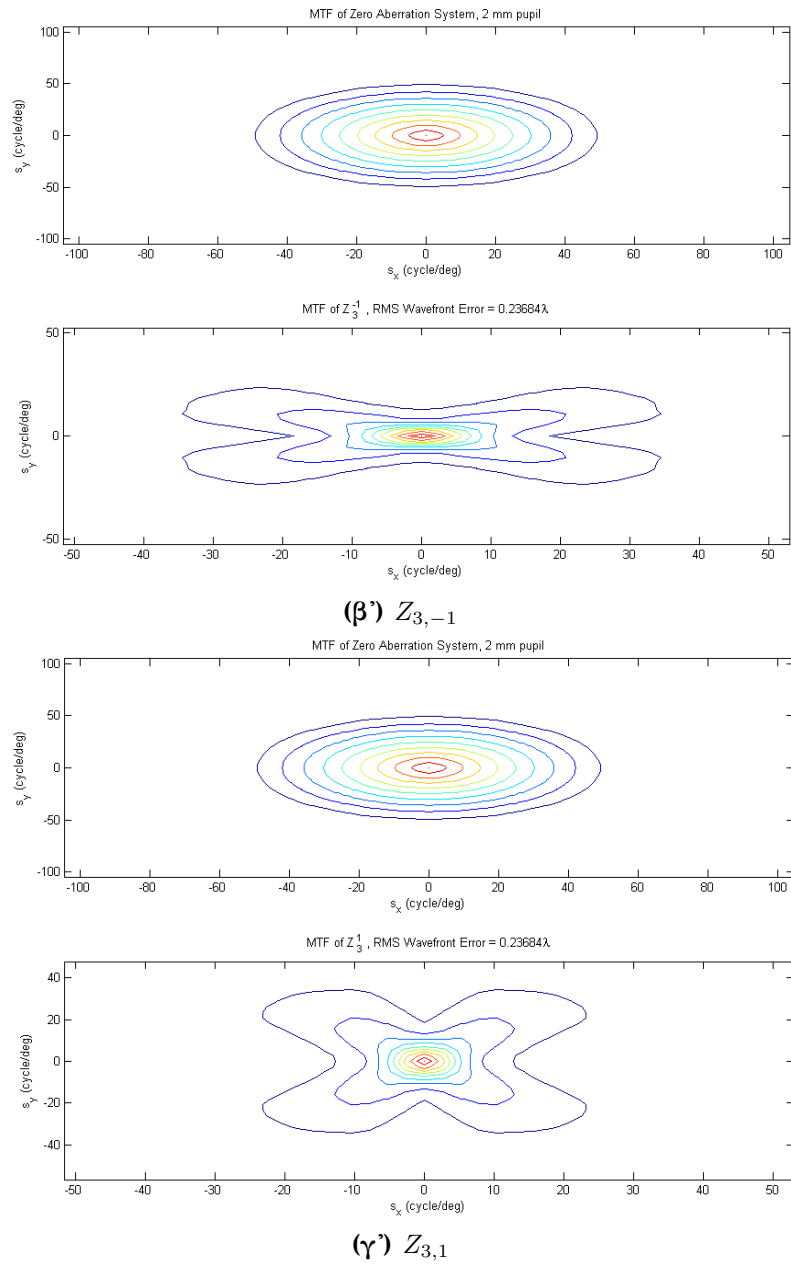 MTF of Zero Aberration System, 2 mm pupil
100
50
0
-50
-100
s_y (cycle/deg)
-100 -80 -60 -40 -20 0 20 40 60 80 100
s_x (cycle/deg)
MTF of Z_3^-1 , RMS Wavefront Error = 0.23684λ
50
0
-50
s_y (cycle/deg)
-50 -40 -30 -20 -10 0 10 20 30 40 50
s_x (cycle/deg)
(β') Z_{3,−1}
MTF of Zero Aberration System, 2 mm pupil
100
50
0
-50
-100
s_y (cycle/deg)
-100 -80 -60 -40 -20 0 20 40 60 80 100
s_x (cycle/deg)
MTF of Z_3^1 , RMS Wavefront Error = 0.23684λ
40
20
0
-20
-40
s_y (cycle/deg)
-50 -40 -30 -20 -10 0 10 20 30 40 50
s_x (cycle/deg)
(γ') Z_{3,1}